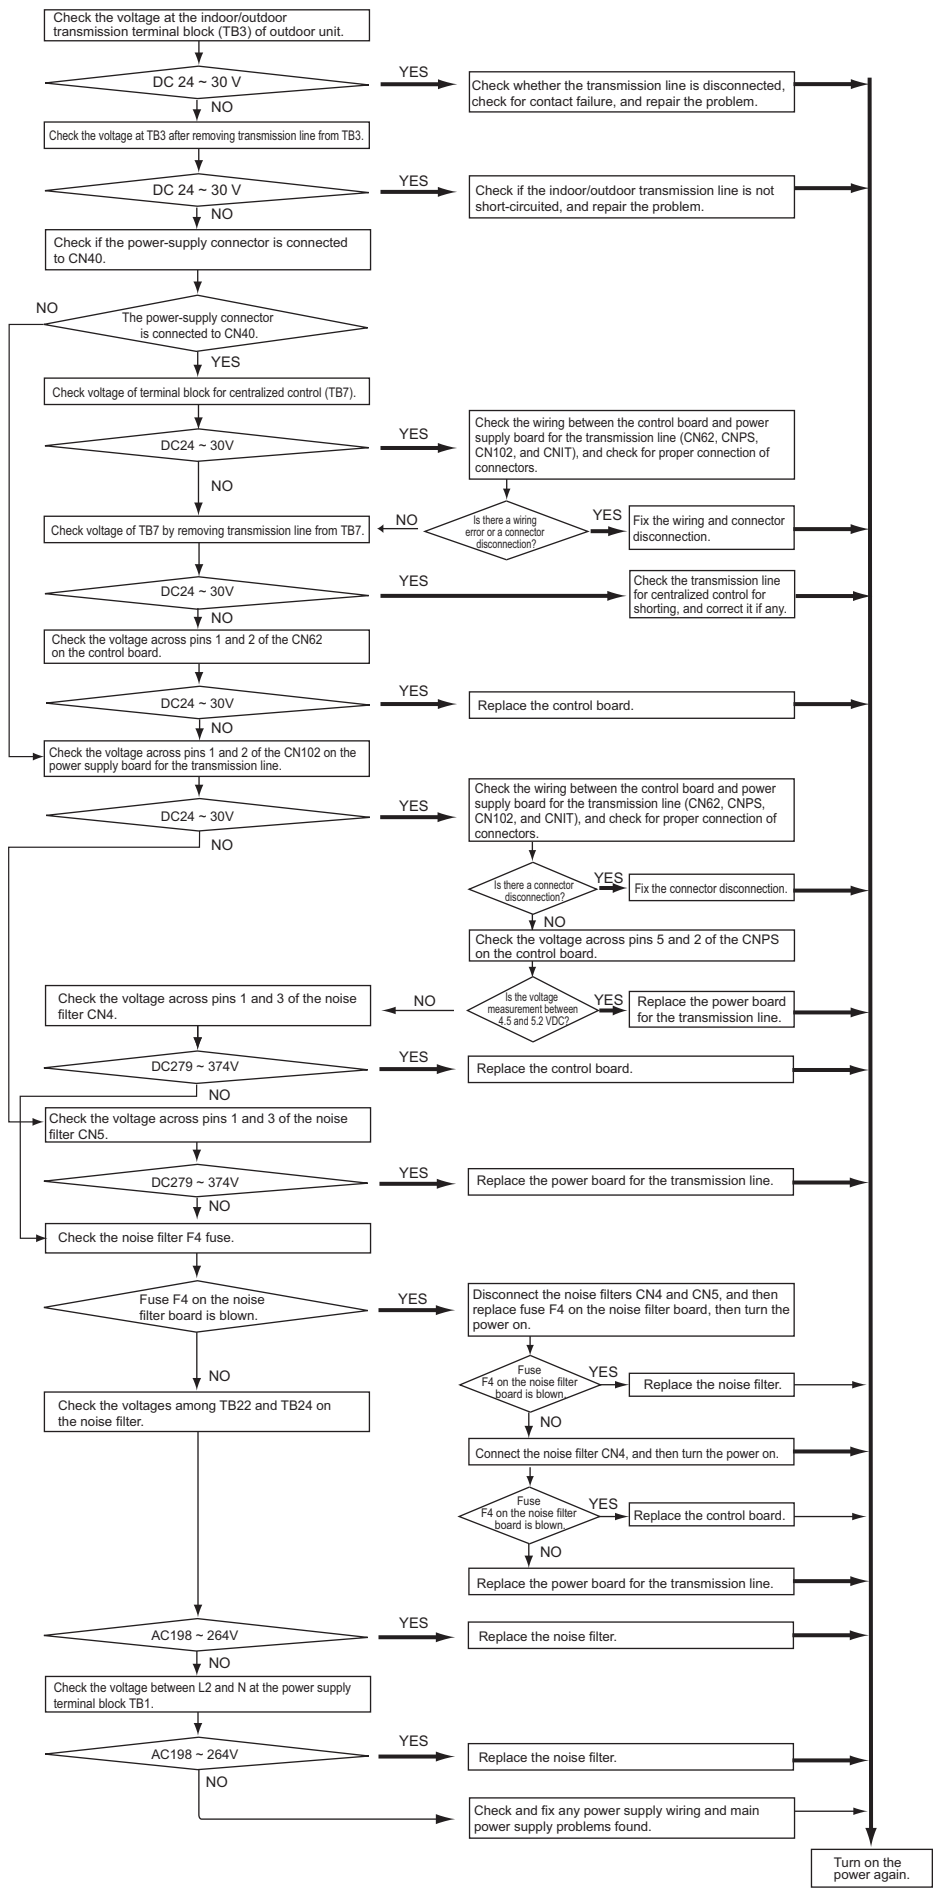 Check the voltage at the indoor/outdoor
transmission terminal block (TB3) of outdoor unit.
DC 24 ~ 30 V
YES
Check whether the transmission line is disconnected,
check for contact failure, and repair the problem.
NO
Check the voltage at TB3 after removing transmission line from TB3.
DC 24 ~ 30 V
YES
Check if the indoor/outdoor transmission line is not
short-circuited, and repair the problem.
NO
Check if the power-supply connector is connected
to CN40.
NO
The power-supply connector
is connected to CN40.
YES
Check voltage of terminal block for centralized control (TB7).
DC24 ~ 30V
YES
Check the wiring between the control board and power
supply board for the transmission line (CN62, CNPS,
CN102, and CNIT), and check for proper connection of
connectors.
NO
Check voltage of TB7 by removing transmission line from TB7.
NO
Is there a wiring
error or a connector
disconnection?
YES
Fix the wiring and connector
disconnection.
DC24 ~ 30V
YES
Check the transmission line
for centralized control for
shorting, and correct it if any.
NO
Check the voltage across pins 1 and 2 of the CN62
on the control board.
DC24 ~ 30V
YES
Replace the control board.
NO
Check the voltage across pins 1 and 2 of the CN102 on the
power supply board for the transmission line.
DC24 ~ 30V
YES
Check the wiring between the control board and power
supply board for the transmission line (CN62, CNPS,
CN102, and CNIT), and check for proper connection of
connectors.
NO
Is there a connector
disconnection?
YES
Fix the connector disconnection.
NO
Check the voltage across pins 5 and 2 of the CNPS
on the control board.
Check the voltage across pins 1 and 3 of the noise
filter CN4.
NO
Is the voltage
measurement between
4.5 and 5.2 VDC?
YES
Replace the power board
for the transmission line.
DC279 ~ 374V
YES
Replace the control board.
NO
Check the voltage across pins 1 and 3 of the noise
filter CN5.
DC279 ~ 374V
YES
Replace the power board for the transmission line.
NO
Check the noise filter F4 fuse.
Fuse F4 on the noise
filter board is blown.
YES
Disconnect the noise filters CN4 and CN5, and then
replace fuse F4 on the noise filter board, then turn the
power on.
NO
Fuse
F4 on the noise filter
board is blown.
YES
Replace the noise filter.
Check the voltages among TB22 and TB24 on
the noise filter.
NO
Connect the noise filter CN4, and then turn the power on.
Fuse
F4 on the noise filter
board is blown.
YES
Replace the control board.
NO
Replace the power board for the transmission line.
AC198 ~ 264V
YES
Replace the noise filter.
NO
Check the voltage between L2 and N at the power supply
terminal block TB1.
AC198 ~ 264V
YES
Replace the noise filter.
NO
Check and fix any power supply wiring and main
power supply problems found.
Turn on the
power again.